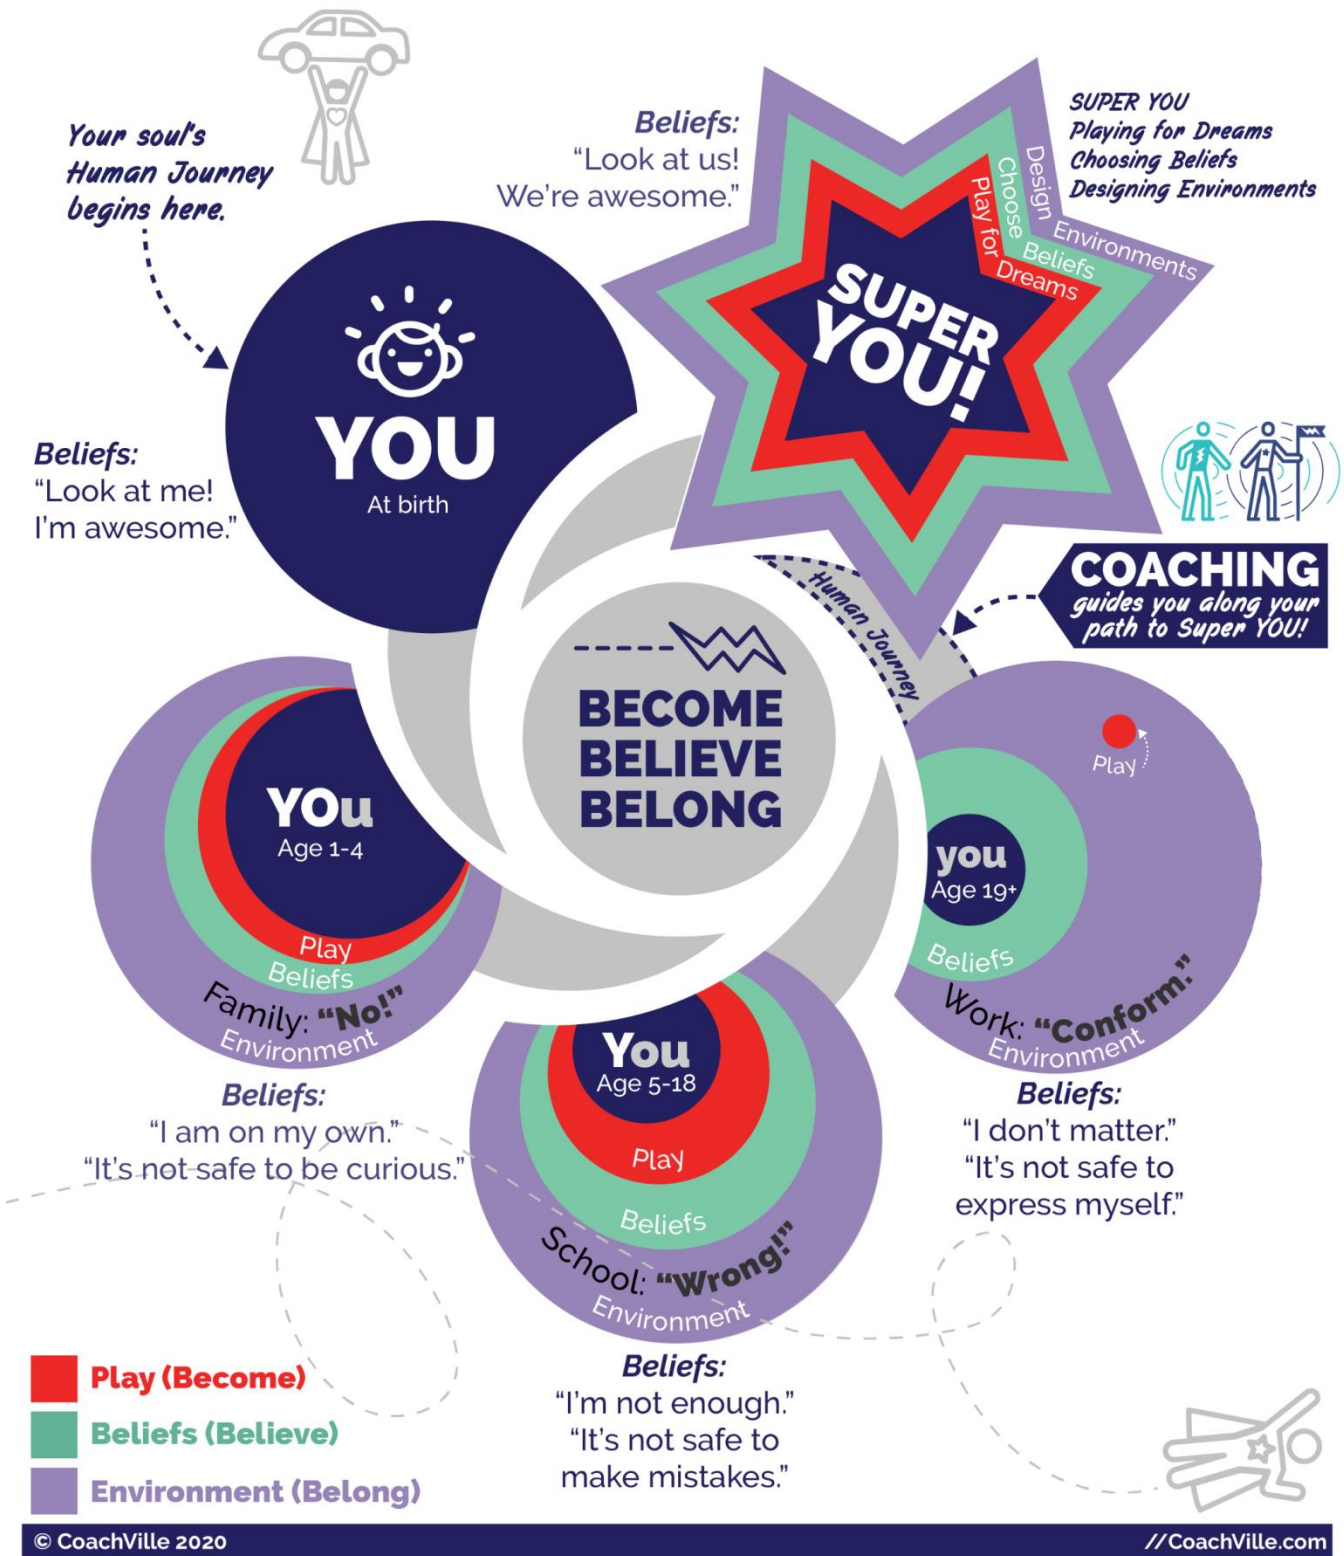 Your soul's
Human Journey
begins here.
YOU
At birth
Beliefs:
“Look at me!
I’m awesome.”
Beliefs:
“Look at us!
We’re awesome.”
SUPER YOU
Playing for Dreams
Choosing Beliefs
Designing Environments
Design Environments
Choose Beliefs
Play for Dreams
SUPER
YOU!
COACHING
guides you along your
path to Super YOU!
Human Journey
BECOME
BELIEVE
BELONG
YOu
Age 1-4
Play
Beliefs
Family: “No!”
Environment
Beliefs:
“I am on my own.”
“It’s not safe to be curious.”
You
Age 5-18
Play
Beliefs
School: “Wrong!”
Environment
Beliefs:
“I’m not enough.”
“It’s not safe to
make mistakes.”
Play
you
Age 19+
Beliefs
Work: “Conform.”
Environment
Beliefs:
“I don’t matter.”
“It’s not safe to
express myself.”
Play (Become)
Beliefs (Believe)
Environment (Belong)
© CoachVille 2020
//CoachVille.com